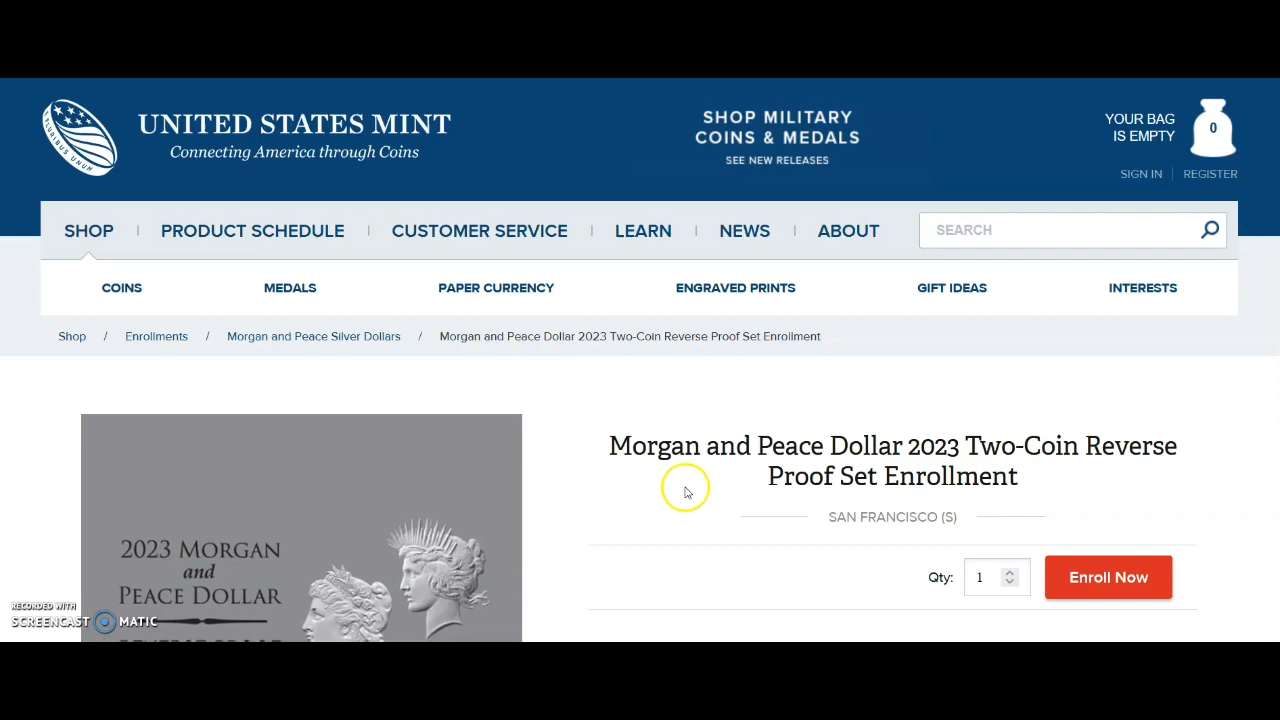 UNITED STATES MINT
Connecting America through Coins
PLURIBUS UNUM
SHOP MILITARY
COINS & MEDALS
SEE NEW RELEASES
YOUR BAG
IS EMPTY
0
SIGN IN
REGISTER
SHOP
PRODUCT SCHEDULE
CUSTOMER SERVICE
LEARN
NEWS
ABOUT
SEARCH
COINS
MEDALS
PAPER CURRENCY
ENGRAVED PRINTS
GIFT IDEAS
INTERESTS
Shop / Enrollments / Morgan and Peace Silver Dollars / Morgan and Peace Dollar 2023 Two-Coin Reverse Proof Set Enrollment
Morgan and Peace Dollar 2023 Two-Coin Reverse
Proof Set Enrollment
SAN FRANCISCO (S)
Qty: 1
Enroll Now
2023 MORGAN
and
PEACE DOLLAR
RECORDED WITH
SCREENCAST MATIC